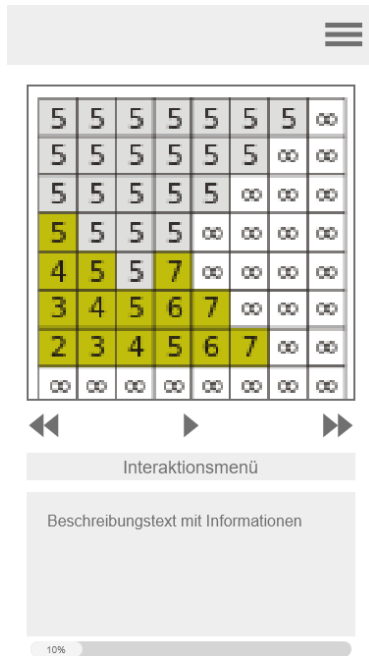 5 5 5 5 5 5 5 ∞
5 5 5 5 5 5 ∞ ∞
5 5 5 5 5 ∞ ∞ ∞
5 5 5 5 ∞ ∞ ∞ ∞
4 5 5 7 ∞ ∞ ∞ ∞
3 4 5 6 7 ∞ ∞ ∞
2 3 4 5 6 7 ∞ ∞
∞ ∞ ∞ ∞ ∞ ∞ ∞ ∞
Interaktionsmenü
Beschreibungstext mit Informationen
10%